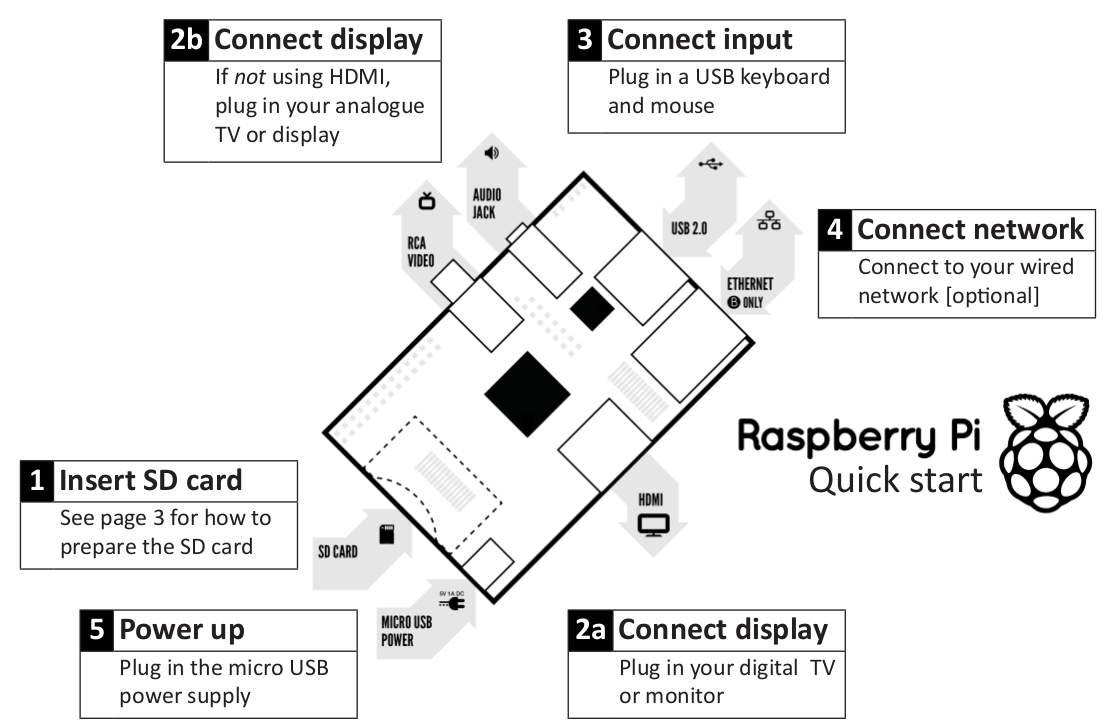 2b Connect display
If not using HDMI,
plug in your analogue
TV or display
3 Connect input
Plug in a USB keyboard
and mouse
AUDIO
JACK
RCA
VIDEO
USB 2.0
ETHERNET
B ONLY
4 Connect network
Connect to your wired
network [optional]
Raspberry Pi
Quick start
1 Insert SD card
See page 3 for how to
prepare the SD card
HDMI
SD CARD
5V 1A DC
MICRO USB
POWER
5 Power up
Plug in the micro USB
power supply
2a Connect display
Plug in your digital TV
or monitor